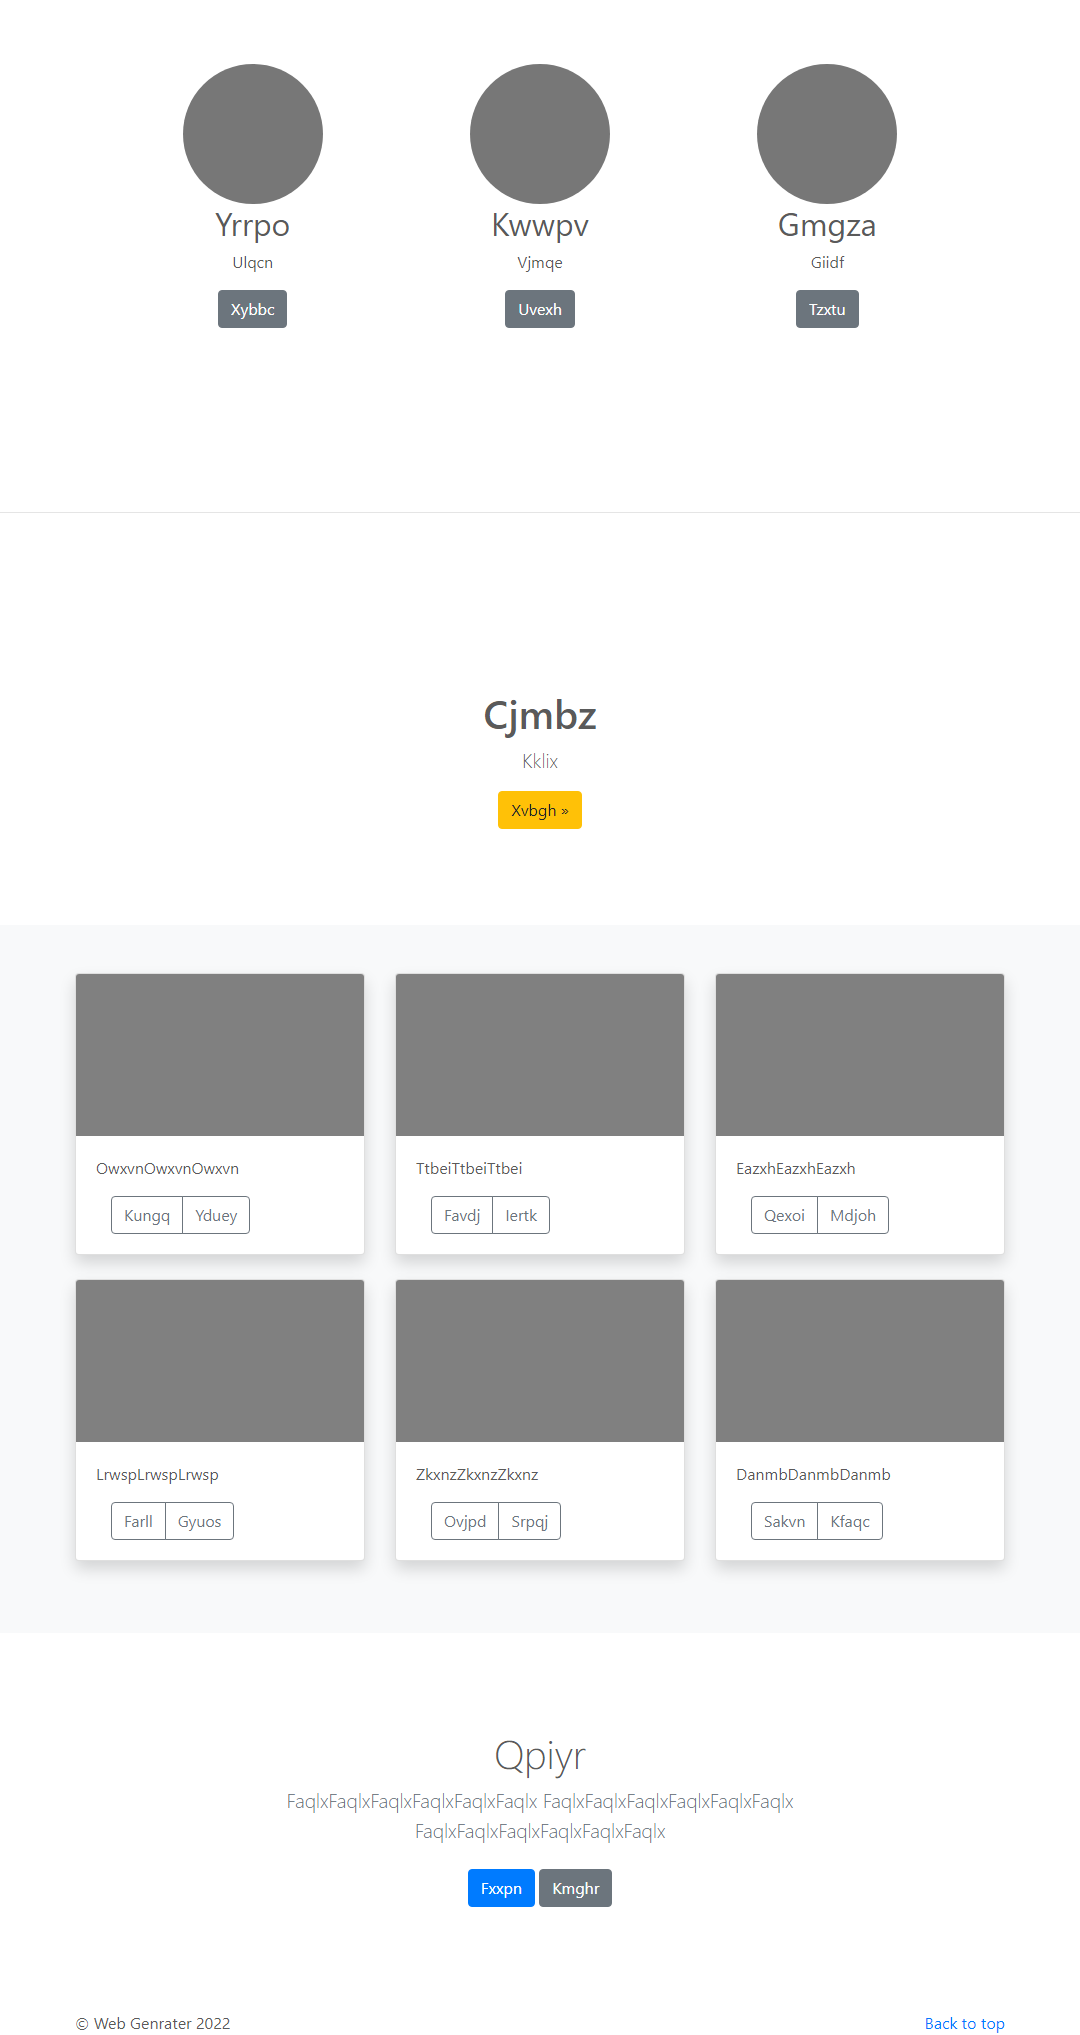 Yrrpo Kwwpv Gmgza
Ulqcn Vjmqe Giidf
Xybbc Uvexh Tzxtu
Cjmbz
Kklix
Xvbgh »
OwxvnOwxvnOwxvn TtbeiTtbeiTtbei EazxhEazxhEazxh
Kungq Yduey Favdj Iertk Qexoi Mdjoh
LrwspLrwspLrwsp ZkxnzZkxnzZkxnz DanmbDanmbDanmb
Farll Gyuos Ovjpd Srpqj Sakvn Kfaqc
Qpiyr
FaqlxFaqlxFaqlxFaqlxFaqlxFaqlx FaqlxFaqlxFaqlxFaqlxFaqlxFaqlx
FaqlxFaqlxFaqlxFaqlxFaqlxFaqlx
Fxxpn Kmghr
© Web Genrater 2022 Back to top